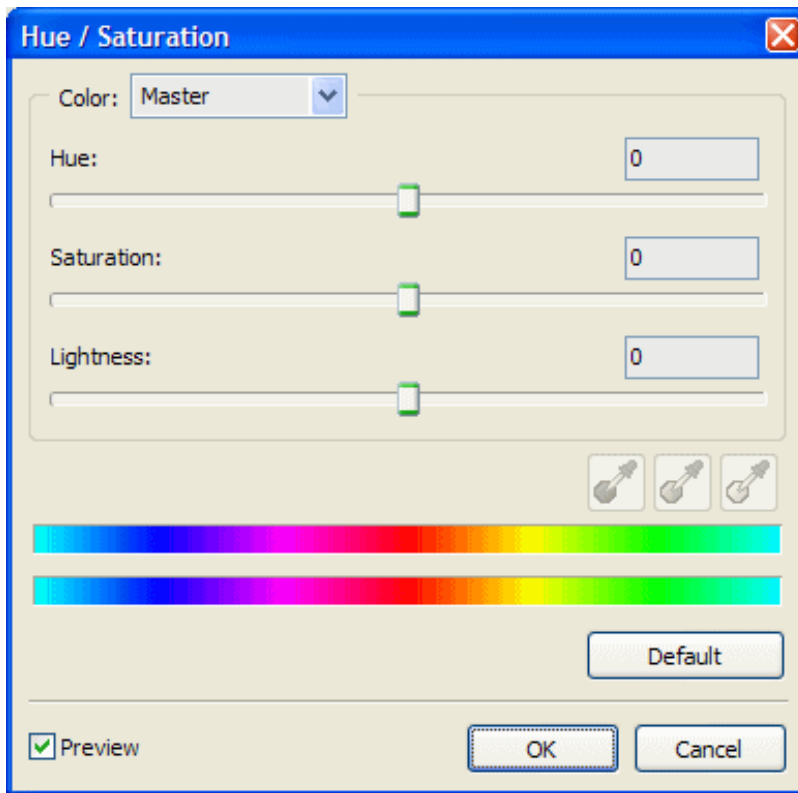 Hue / Saturation
Color: Master
Hue: 0
Saturation: 0
Lightness: 0
Default
Preview OK Cancel